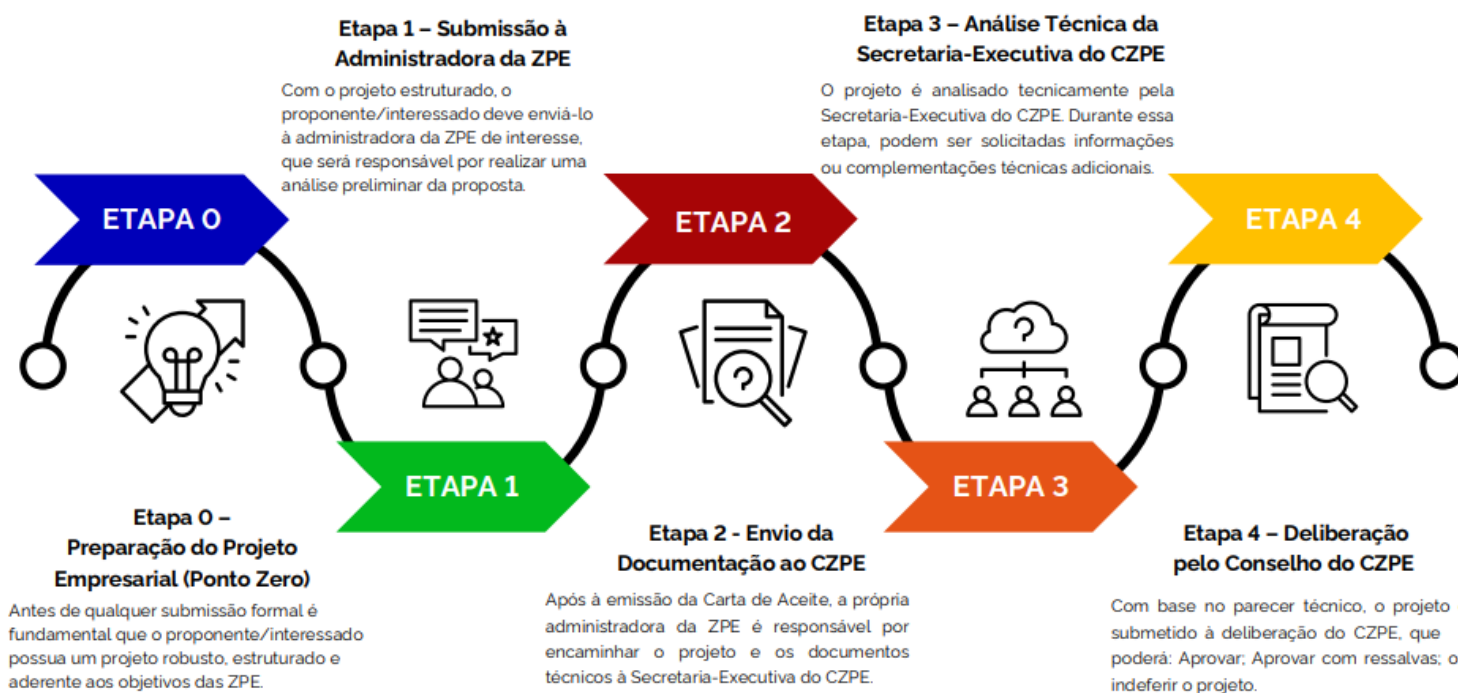 Etapa 1 – Submissão à
Administradora da ZPE
Com o projeto estruturado, o
proponente/interessado deve enviá-lo
à administradora da ZPE de interesse,
que será responsável por realizar uma
análise preliminar da proposta.
Etapa 3 – Análise Técnica da
Secretaria-Executiva do CZPE
O projeto é analisado tecnicamente pela
Secretaria-Executiva do CZPE. Durante essa
etapa, podem ser solicitadas informações
ou complementações técnicas adicionais.
ETAPA 0
ETAPA 2
ETAPA 4
ETAPA 1
ETAPA 3
Etapa 0 –
Preparação do Projeto
Empresarial (Ponto Zero)
Antes de qualquer submissão formal é
fundamental que o proponente/interessado
possua um projeto robusto, estruturado e
aderente aos objetivos das ZPE.
Etapa 2 - Envio da
Documentação ao CZPE
Após à emissão da Carta de Aceite, a própria
administradora da ZPE é responsável por
encaminhar o projeto e os documentos
técnicos à Secretaria-Executiva do CZPE.
Etapa 4 – Deliberação
pelo Conselho do CZPE
Com base no parecer técnico, o projeto
submetido à deliberação do CZPE, que
poderá: Aprovar; Aprovar com ressalvas;
indeferir o projeto.